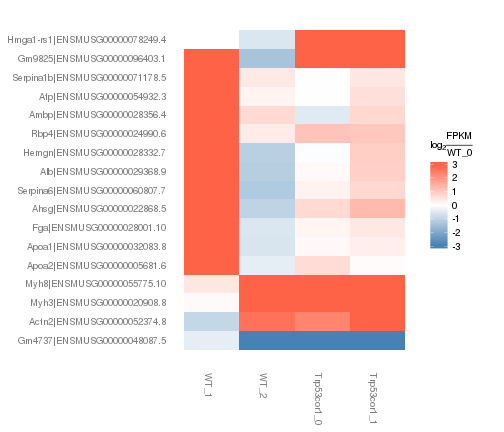 Hmga1-rs1|ENSMUSG00000078249.4
Gm9825|ENSMUSG00000096403.1
Serpina1b|ENSMUSG00000071178.5
Afp|ENSMUSG00000054932.3
Ambp|ENSMUSG00000028356.4
Rbp4|ENSMUSG00000024990.6
Hemgn|ENSMUSG00000028332.7
Alb|ENSMUSG00000029368.9
Serpina6|ENSMUSG00000060807.7
Ahsg|ENSMUSG00000022868.5
Fga|ENSMUSG00000028001.10
Apoa1|ENSMUSG00000032083.8
Apoa2|ENSMUSG00000005681.6
Myh8|ENSMUSG00000055775.10
Myh3|ENSMUSG00000020908.8
Actn2|ENSMUSG00000052374.8
Gm4737|ENSMUSG00000048087.5
WT_1
WT_2
Trp53cor1_0
Trp53cor1_1
log2 FPKM
WT_0
3
2
1
0
-1
-2
-3